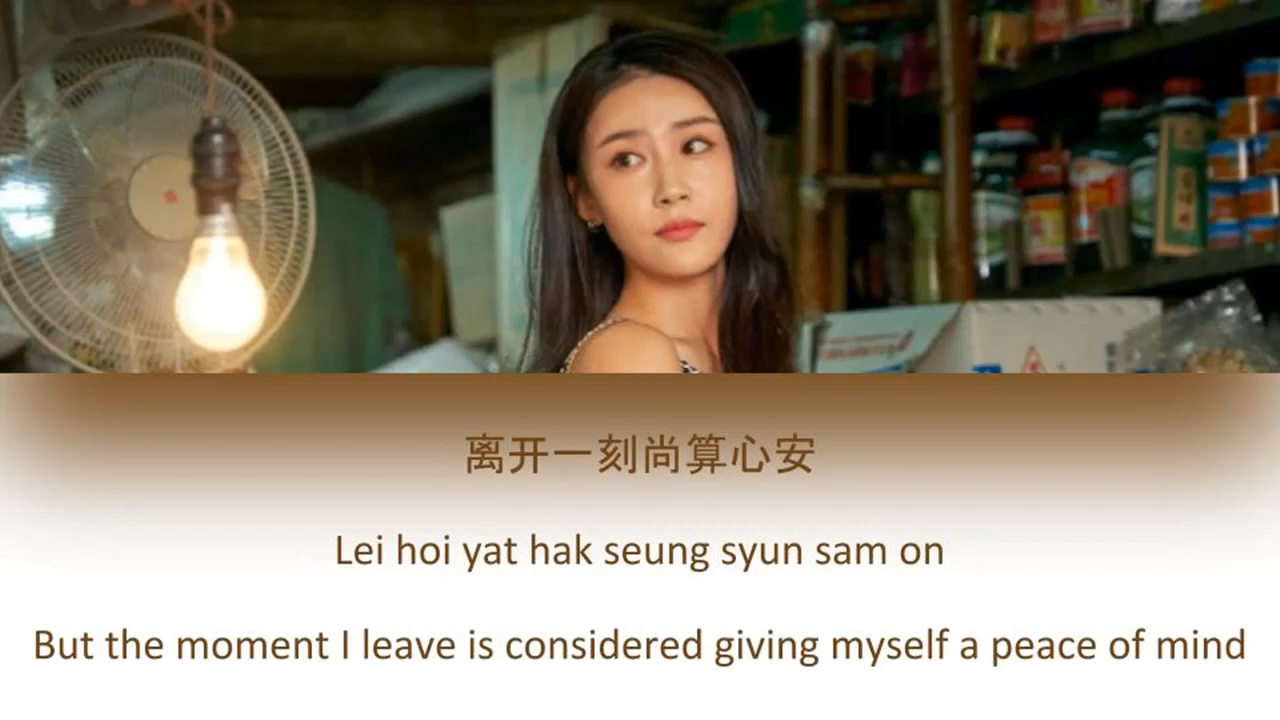 离开一刻尚算心安
Lei hoi yat hak seung syun sam on
But the moment I leave is considered giving myself a peace of mind